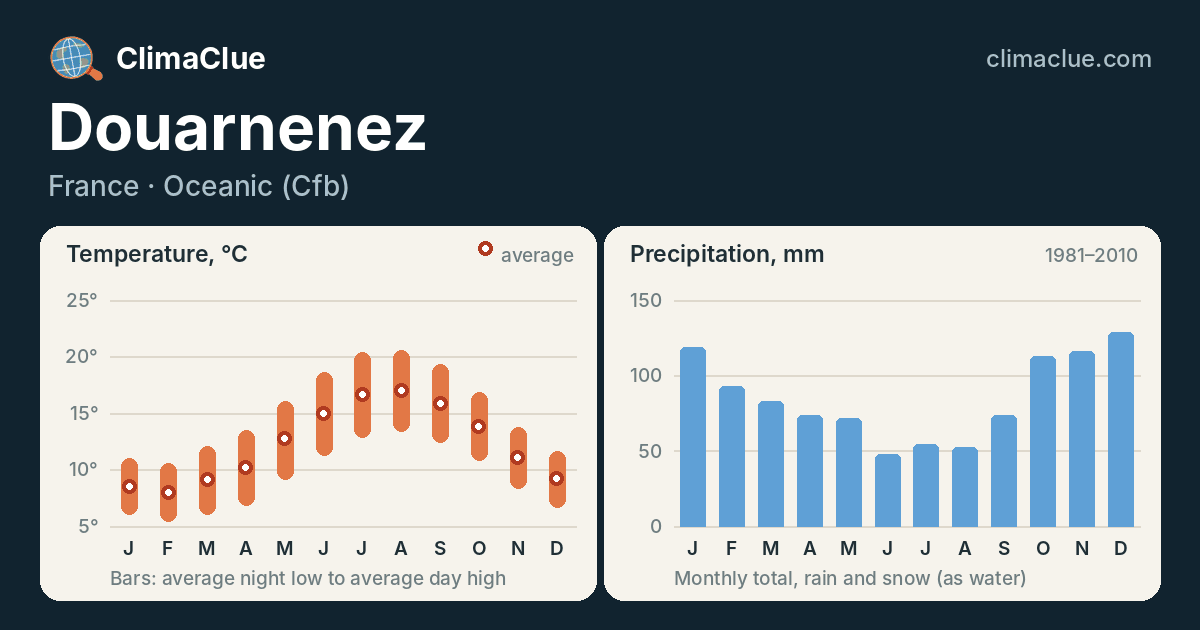 ClimaClue
climaclue.com
Douarnenez
France · Oceanic (Cfb)
Temperature, °C
average
25°
20°
15°
10°
5°
J F M A M J J A S O N D
Bars: average night low to average day high
Precipitation, mm
1981–2010
150
100
50
0
J F M A M J J A S O N D
Monthly total, rain and snow (as water)